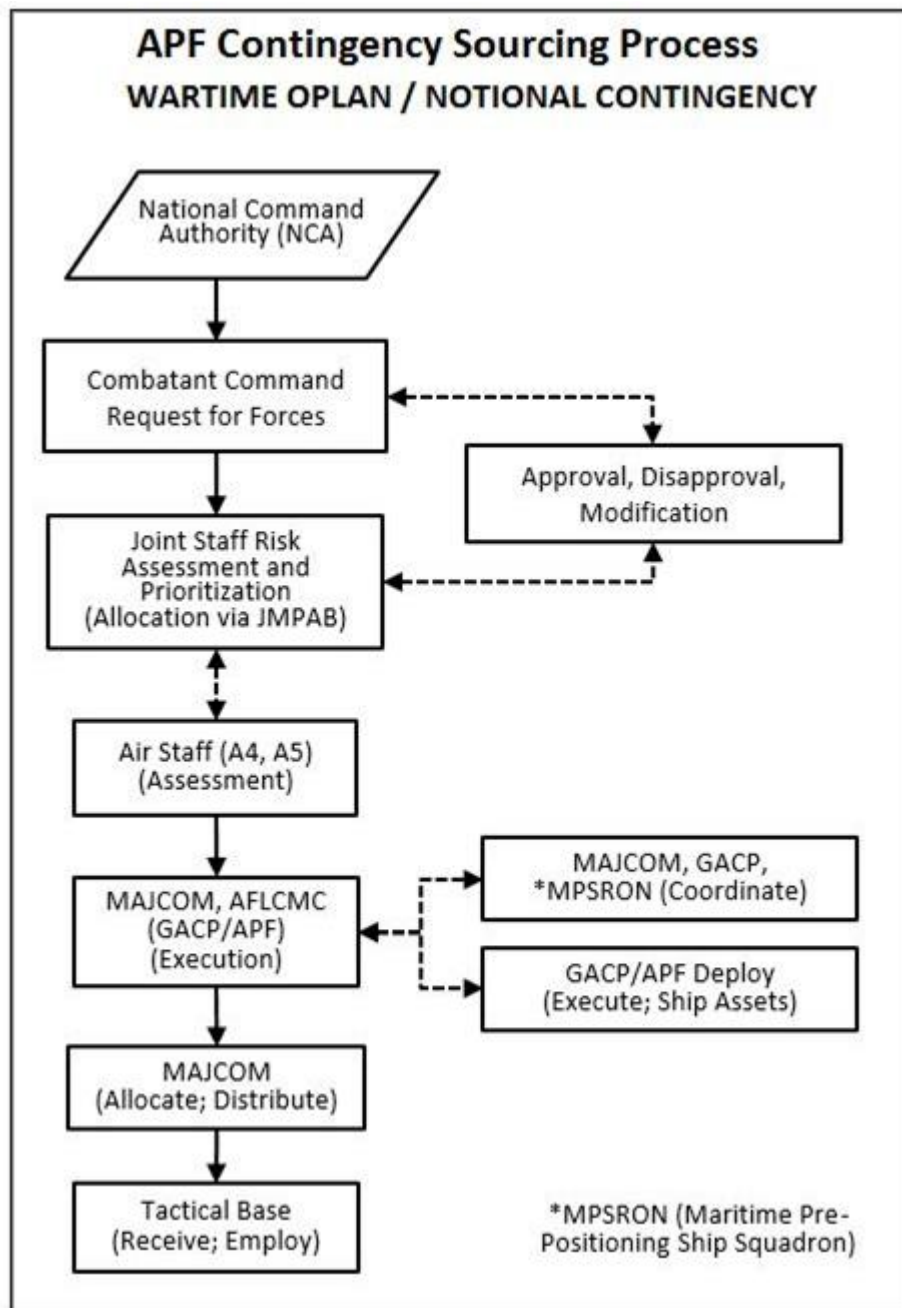 APF Contingency Sourcing Process
WARTIME OPLAN / NOTIONAL CONTINGENCY
National Command
Authority (NCA)
Combatant Command
Request for Forces
Approval, Disapproval,
Modification
Joint Staff Risk
Assessment and
Prioritization
(Allocation via JMPAB)
Air Staff (A4, A5)
(Assessment)
MAJCOM, AFLCMC
(GACP/APF)
(Execution)
MAJCOM, GACP,
*MPSRON (Coordinate)
GACP/APF Deploy
(Execute; Ship Assets)
MAJCOM
(Allocate; Distribute)
Tactical Base
(Receive; Employ)
*MPSRON (Maritime Pre-
Positioning Ship Squadron)